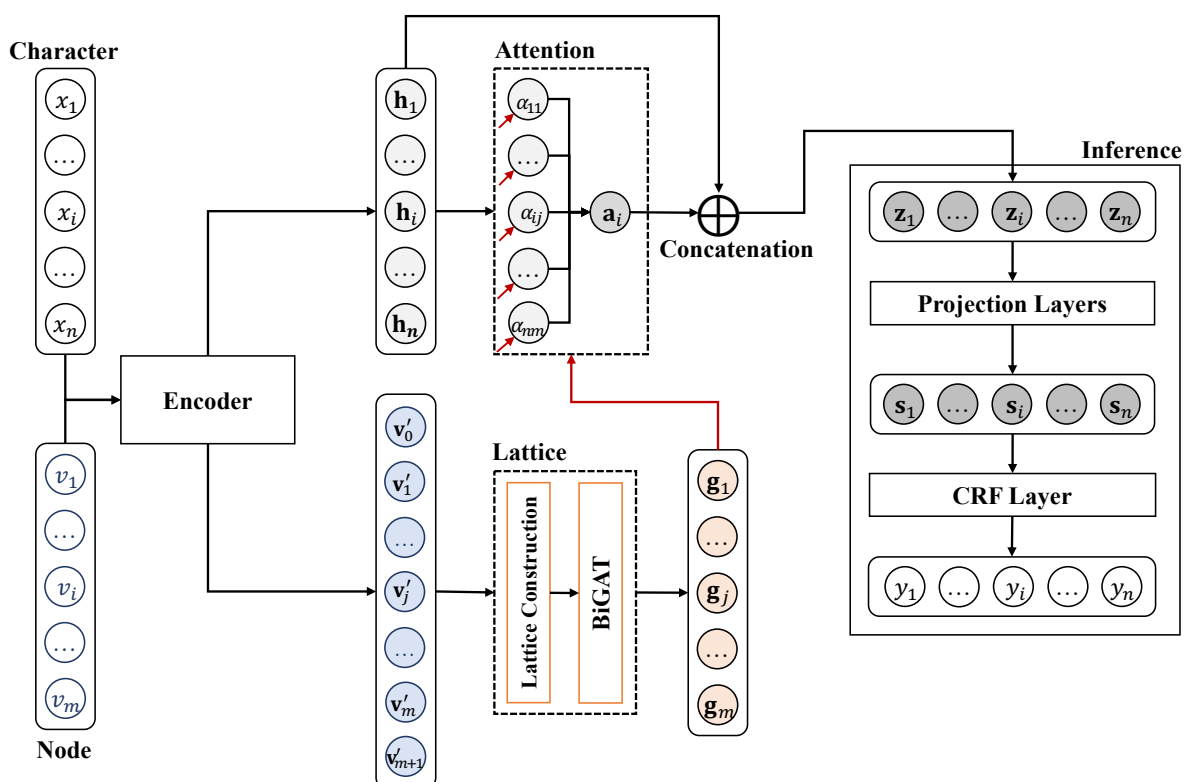 Character
x₁
...
xᵢ
...
xₙ
v₁
...
vᵢ
...
vₘ
Node
Encoder
h₁
...
hᵢ
...
hₙ
v′₀
v′₁
...
v′ⱼ
...
v′ₘ
v′ₘ₊₁
Attention
α₁₁
...
αᵢⱼ
...
αₙₘ
aᵢ
Lattice
Lattice Construction
BiGAT
g₁
...
gⱼ
...
gₘ
Concatenation
Inference
z₁ ... zᵢ ... zₙ
Projection Layers
s₁ ... sᵢ ... sₙ
CRF Layer
y₁ ... yᵢ ... yₙ